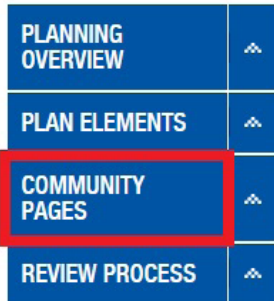 PLANNING
OVERVIEW
PLAN ELEMENTS
COMMUNITY
PAGES
REVIEW PROCESS